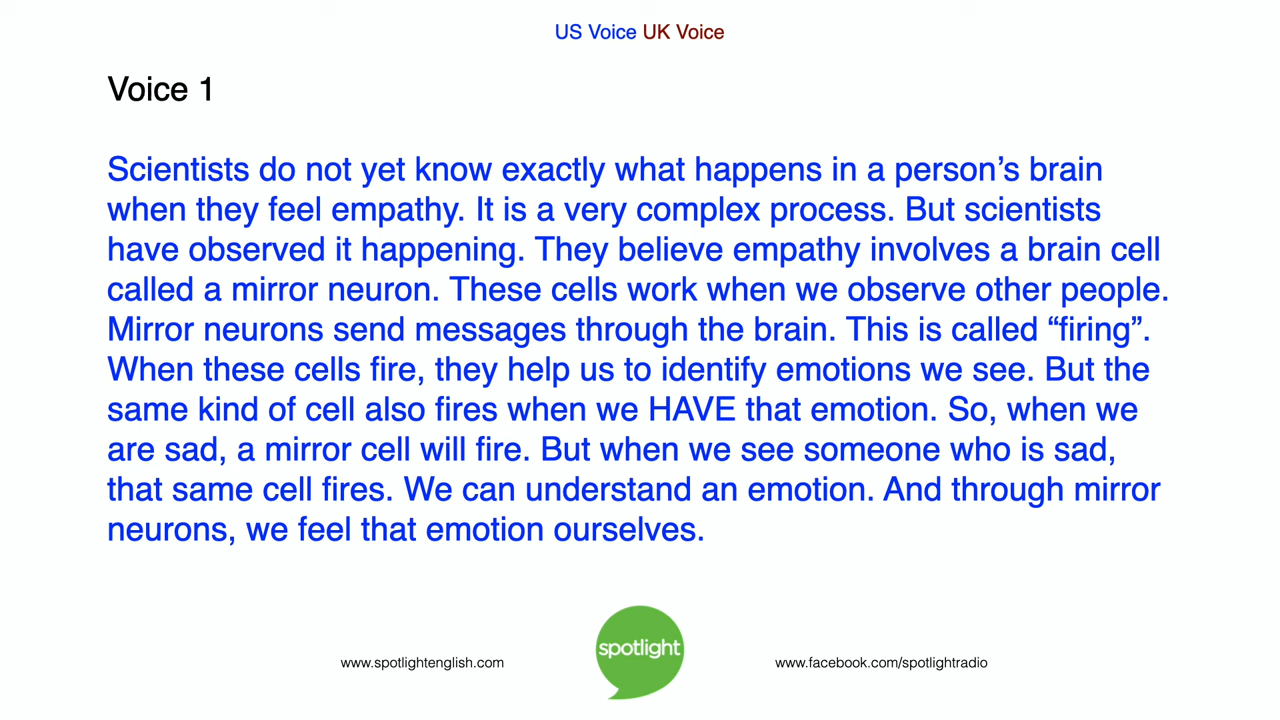 US Voice UK Voice
Voice 1
Scientists do not yet know exactly what happens in a person’s brain
when they feel empathy. It is a very complex process. But scientists
have observed it happening. They believe empathy involves a brain cell
called a mirror neuron. These cells work when we observe other people.
Mirror neurons send messages through the brain. This is called “firing”.
When these cells fire, they help us to identify emotions we see. But the
same kind of cell also fires when we HAVE that emotion. So, when we
are sad, a mirror cell will fire. But when we see someone who is sad,
that same cell fires. We can understand an emotion. And through mirror
neurons, we feel that emotion ourselves.
www.spotlightenglish.com
spotlight
www.facebook.com/spotlightradio